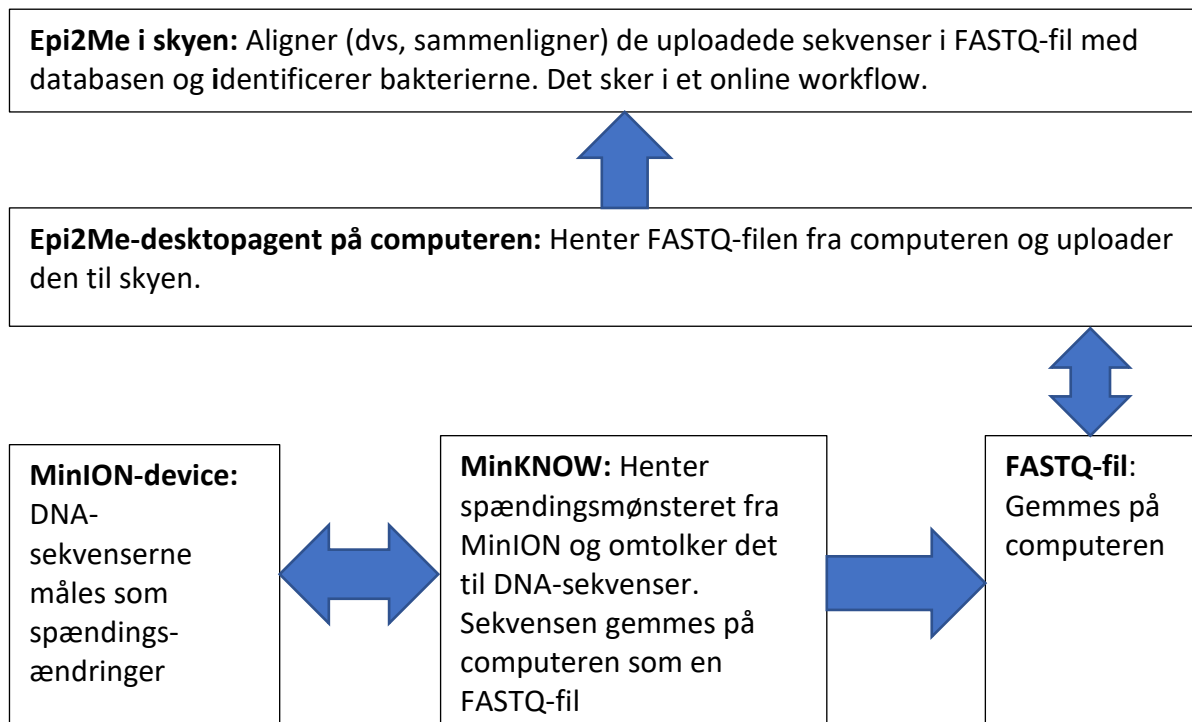 Epi2Me i skyen: Aligner (dvs, sammenligner) de uploadede sekvenser i FASTQ-fil med
databasen og identificerer bakterierne. Det sker i et online workflow.
Epi2Me-desktopagent på computeren: Henter FASTQ-filen fra computeren og uploader
den til skyen.
MinION-device:
DNA-
sekvenserne
måles som
spændings-
ændringer
MinKNOW: Henter
spændingsmønsteret fra
MinION og omtolker det
til DNA-sekvenser.
Sekvensen gemmes på
computeren som en
FASTQ-fil
FASTQ-fil:
Gemmes på
computeren